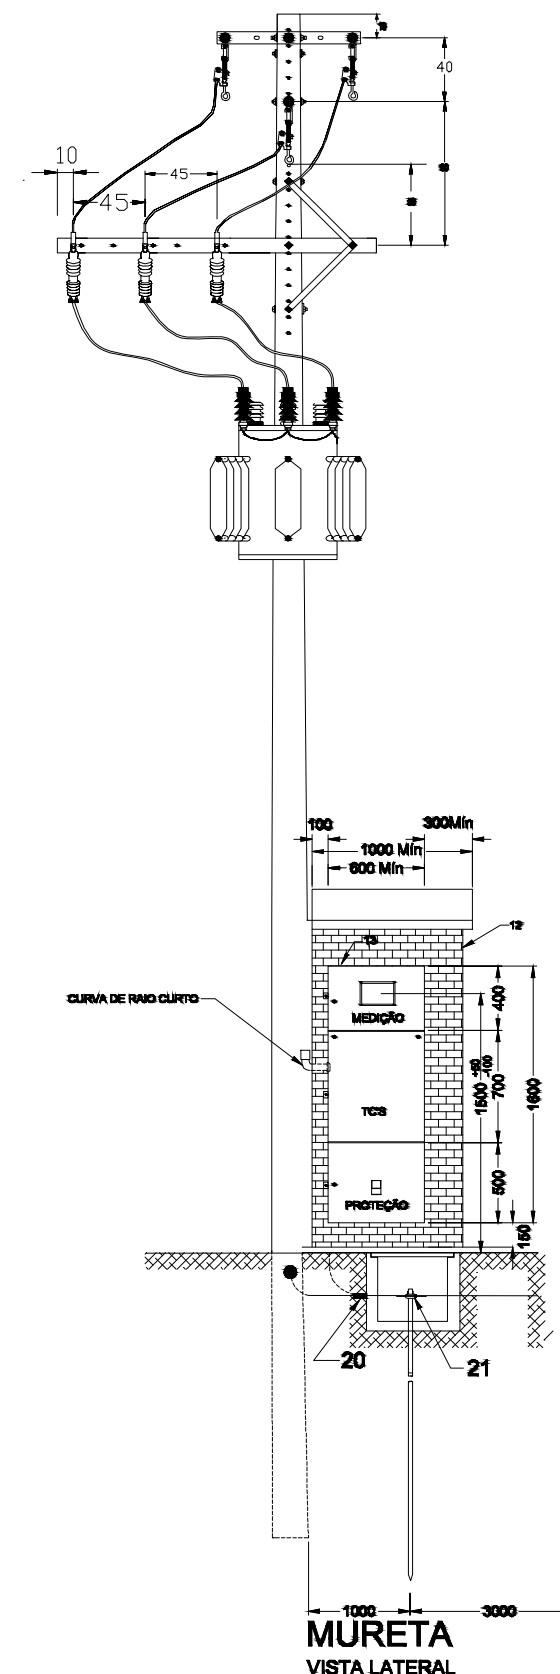 40
10
45
45
100
300Mín
1000 Mín
600 Mín
12
13
CURVA DE RAIO CURTO
MEDIÇÃO
400
TCS
700
1500 +50 -100
1600
PROTEÇÃO
500
150
20
21
1000
3000
MURETA
VISTA LATERAL